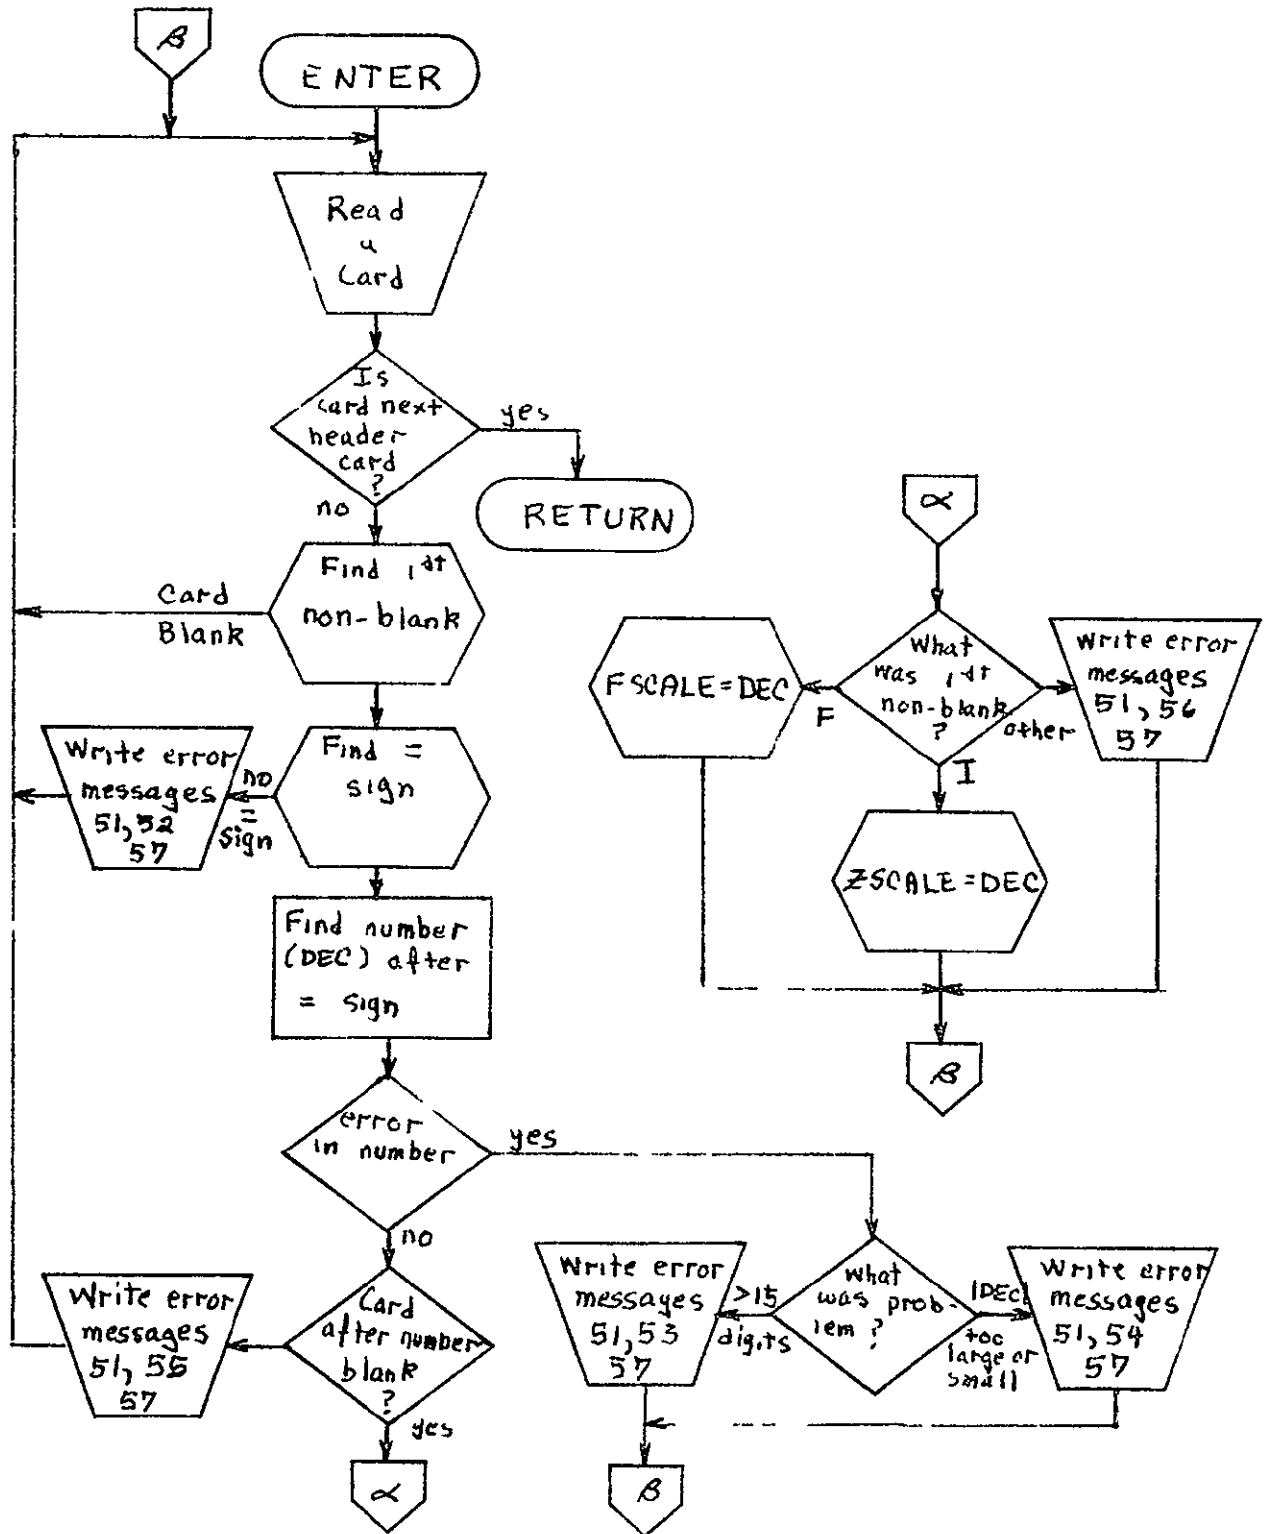 β
ENTER
Read
a
Card
Is
card next
header
card
?
yes
no
RETURN
Find 1st
non-blank
Card
Blank
Find =
sign
no
=
sign
Write error
messages
51, 52
57
Find number
(DEC) after
= sign
error
in number
yes
no
Card
after number
blank
?
yes
Write error
messages
51, 55
57
α
What
was prob-
lem ?
>15
digits
Write error
messages
51, 53
57
|DEC|
too
large or
small
Write error
messages
51, 54
57
β
α
What
was 1st
non-blank
?
F
FSCALE=DEC
other
Write error
messages
51, 56
57
I
ZSCALE=DEC
β